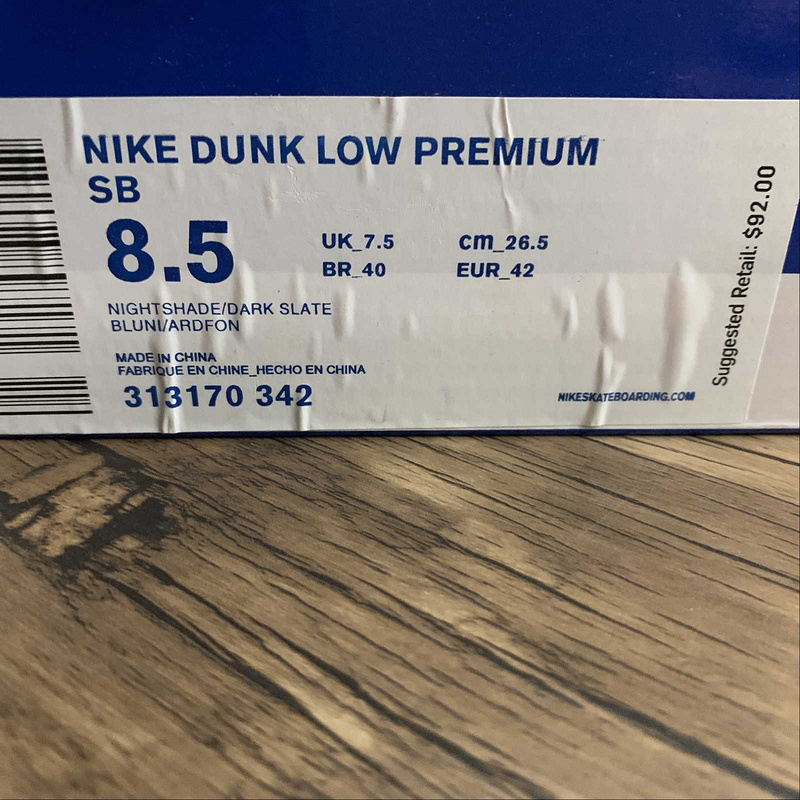 NIKE DUNK LOW PREMIUM
SB
8.5
UK_7.5
cm_26.5
BR_40
EUR_42
NIGHTSHADE/DARK SLATE
BLUNI/ARDFON
MADE IN CHINA
FABRIQUE EN CHINE_HECHO EN CHINA
313170 342
NIKESKATEBOARDING.COM
Suggested Retail: $92.00